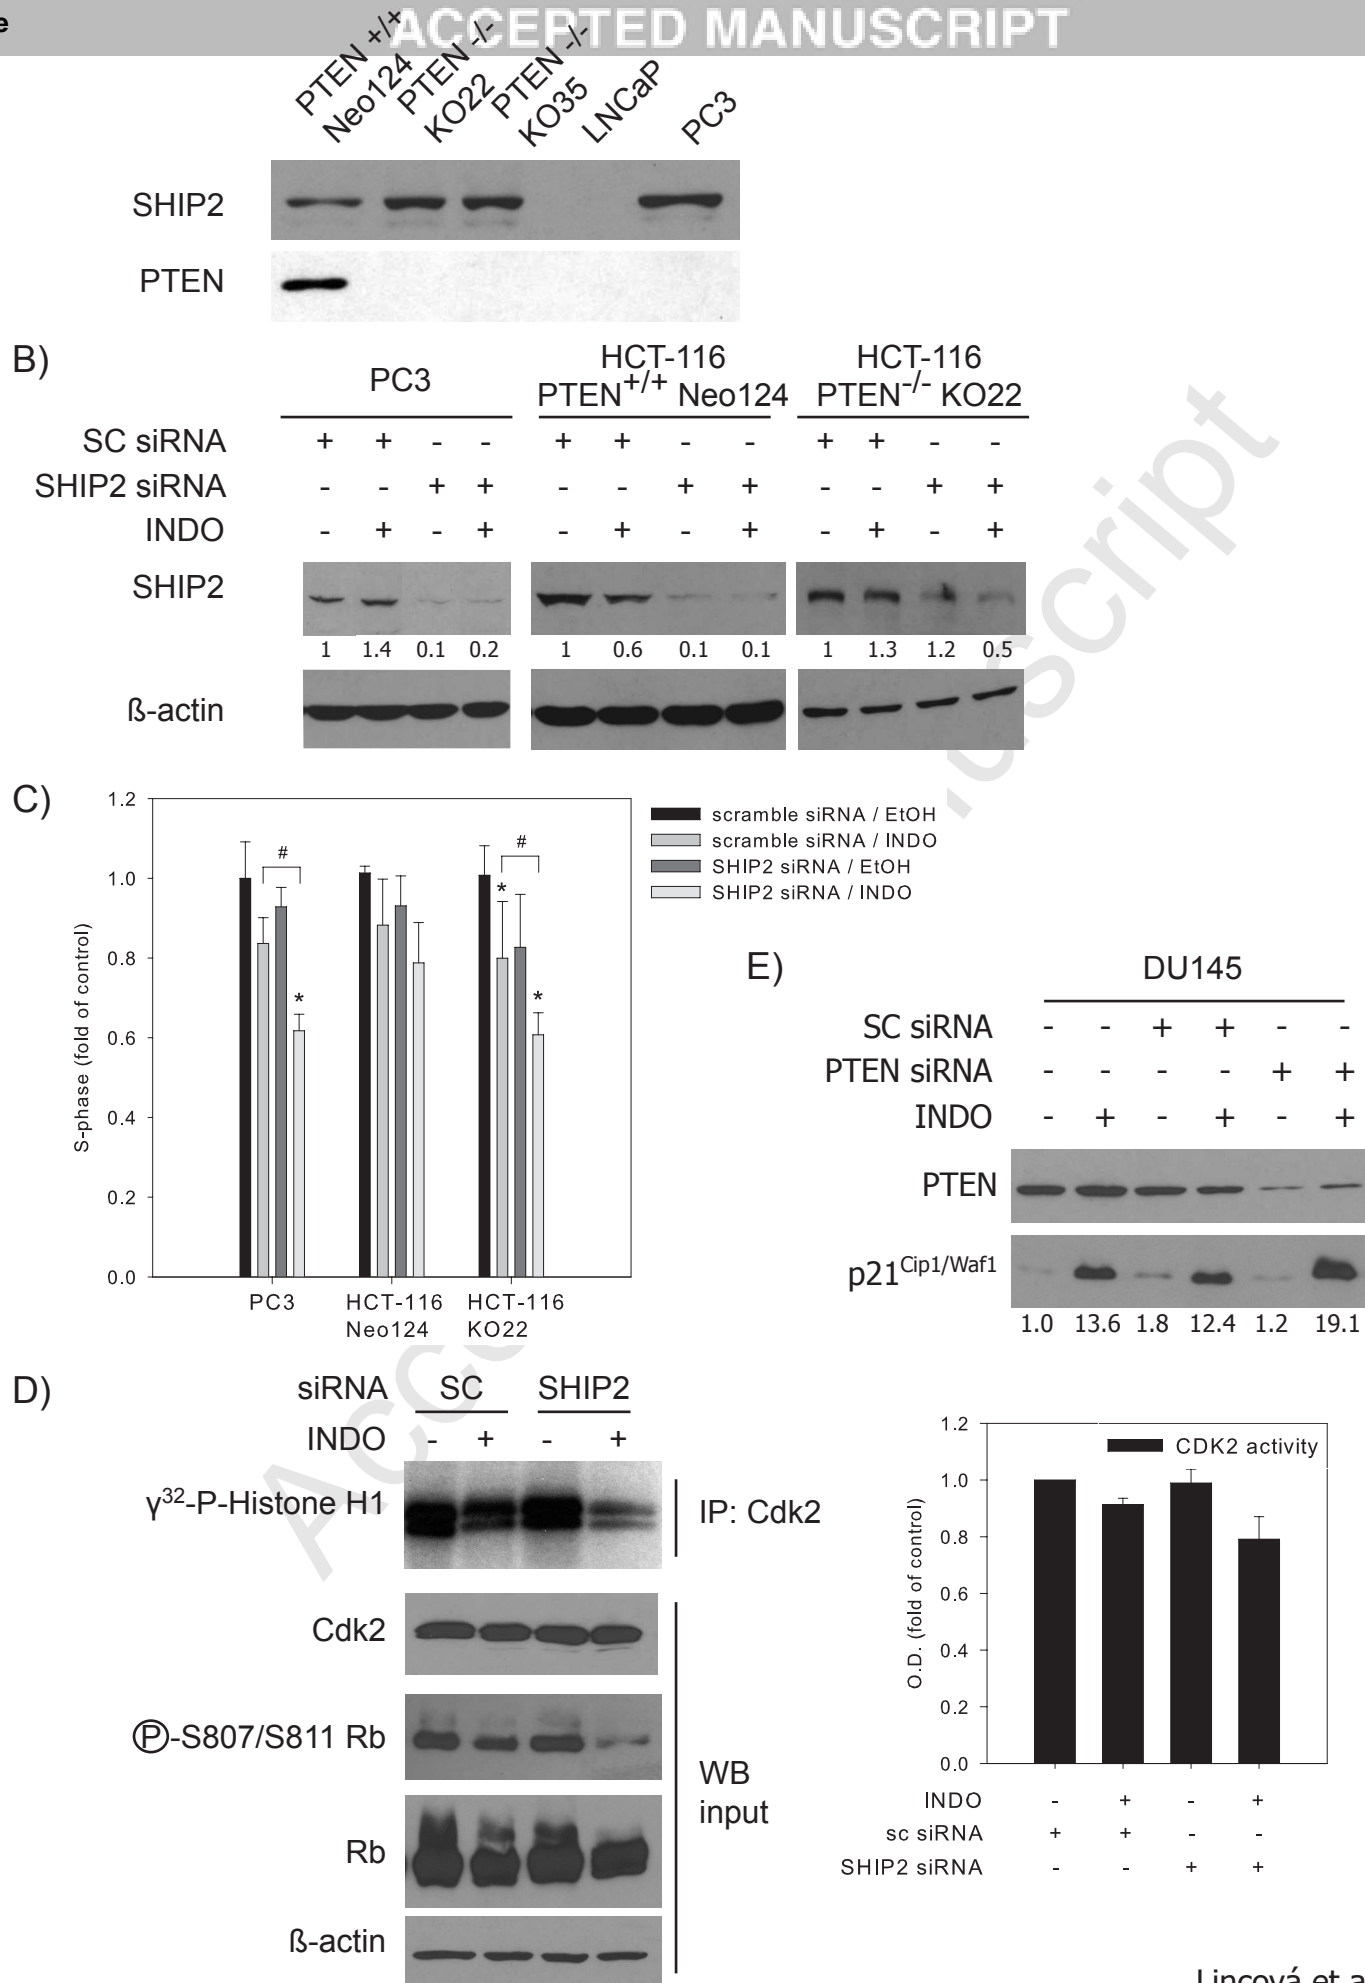 e
ACCEPTED MANUSCRIPT
PTEN +/+ PTEN -/- PTEN -/-
Neo124 KO22 KO35 LNCaP PC3
SHIP2
PTEN
B)
PC3
HCT-116
PTEN+/+ Neo124
HCT-116
PTEN-/- KO22
SC siRNA + + - - + + - - + + - -
SHIP2 siRNA - - + + - - + + - - + +
INDO - + - + - + - + - + - +
SHIP2
1 1.4 0.1 0.2 1 0.6 0.1 0.1 1 1.3 1.2 0.5
ß-actin
C)
S-phase (fold of control)
1.2
1.0
0.8
0.6
0.4
0.2
0.0
# #
* * *
PC3 HCT-116 HCT-116
Neo124 KO22
scramble siRNA / EtOH
scramble siRNA / INDO
SHIP2 siRNA / EtOH
SHIP2 siRNA / INDO
E)
DU145
SC siRNA - - + + - -
PTEN siRNA - - - - + +
INDO - + - + - +
PTEN
p21Cip1/Waf1
1.0 13.6 1.8 12.4 1.2 19.1
D)
siRNA SC SHIP2
INDO - + - +
γ32-P-Histone H1
IP: Cdk2
Cdk2
P-S807/S811 Rb
WB
input
Rb
ß-actin
O.D. (fold of control)
1.2
1.0
0.8
0.6
0.4
0.2
0.0
CDK2 activity
INDO - + - +
sc siRNA + + - -
SHIP2 siRNA - - + +
Lincová et a